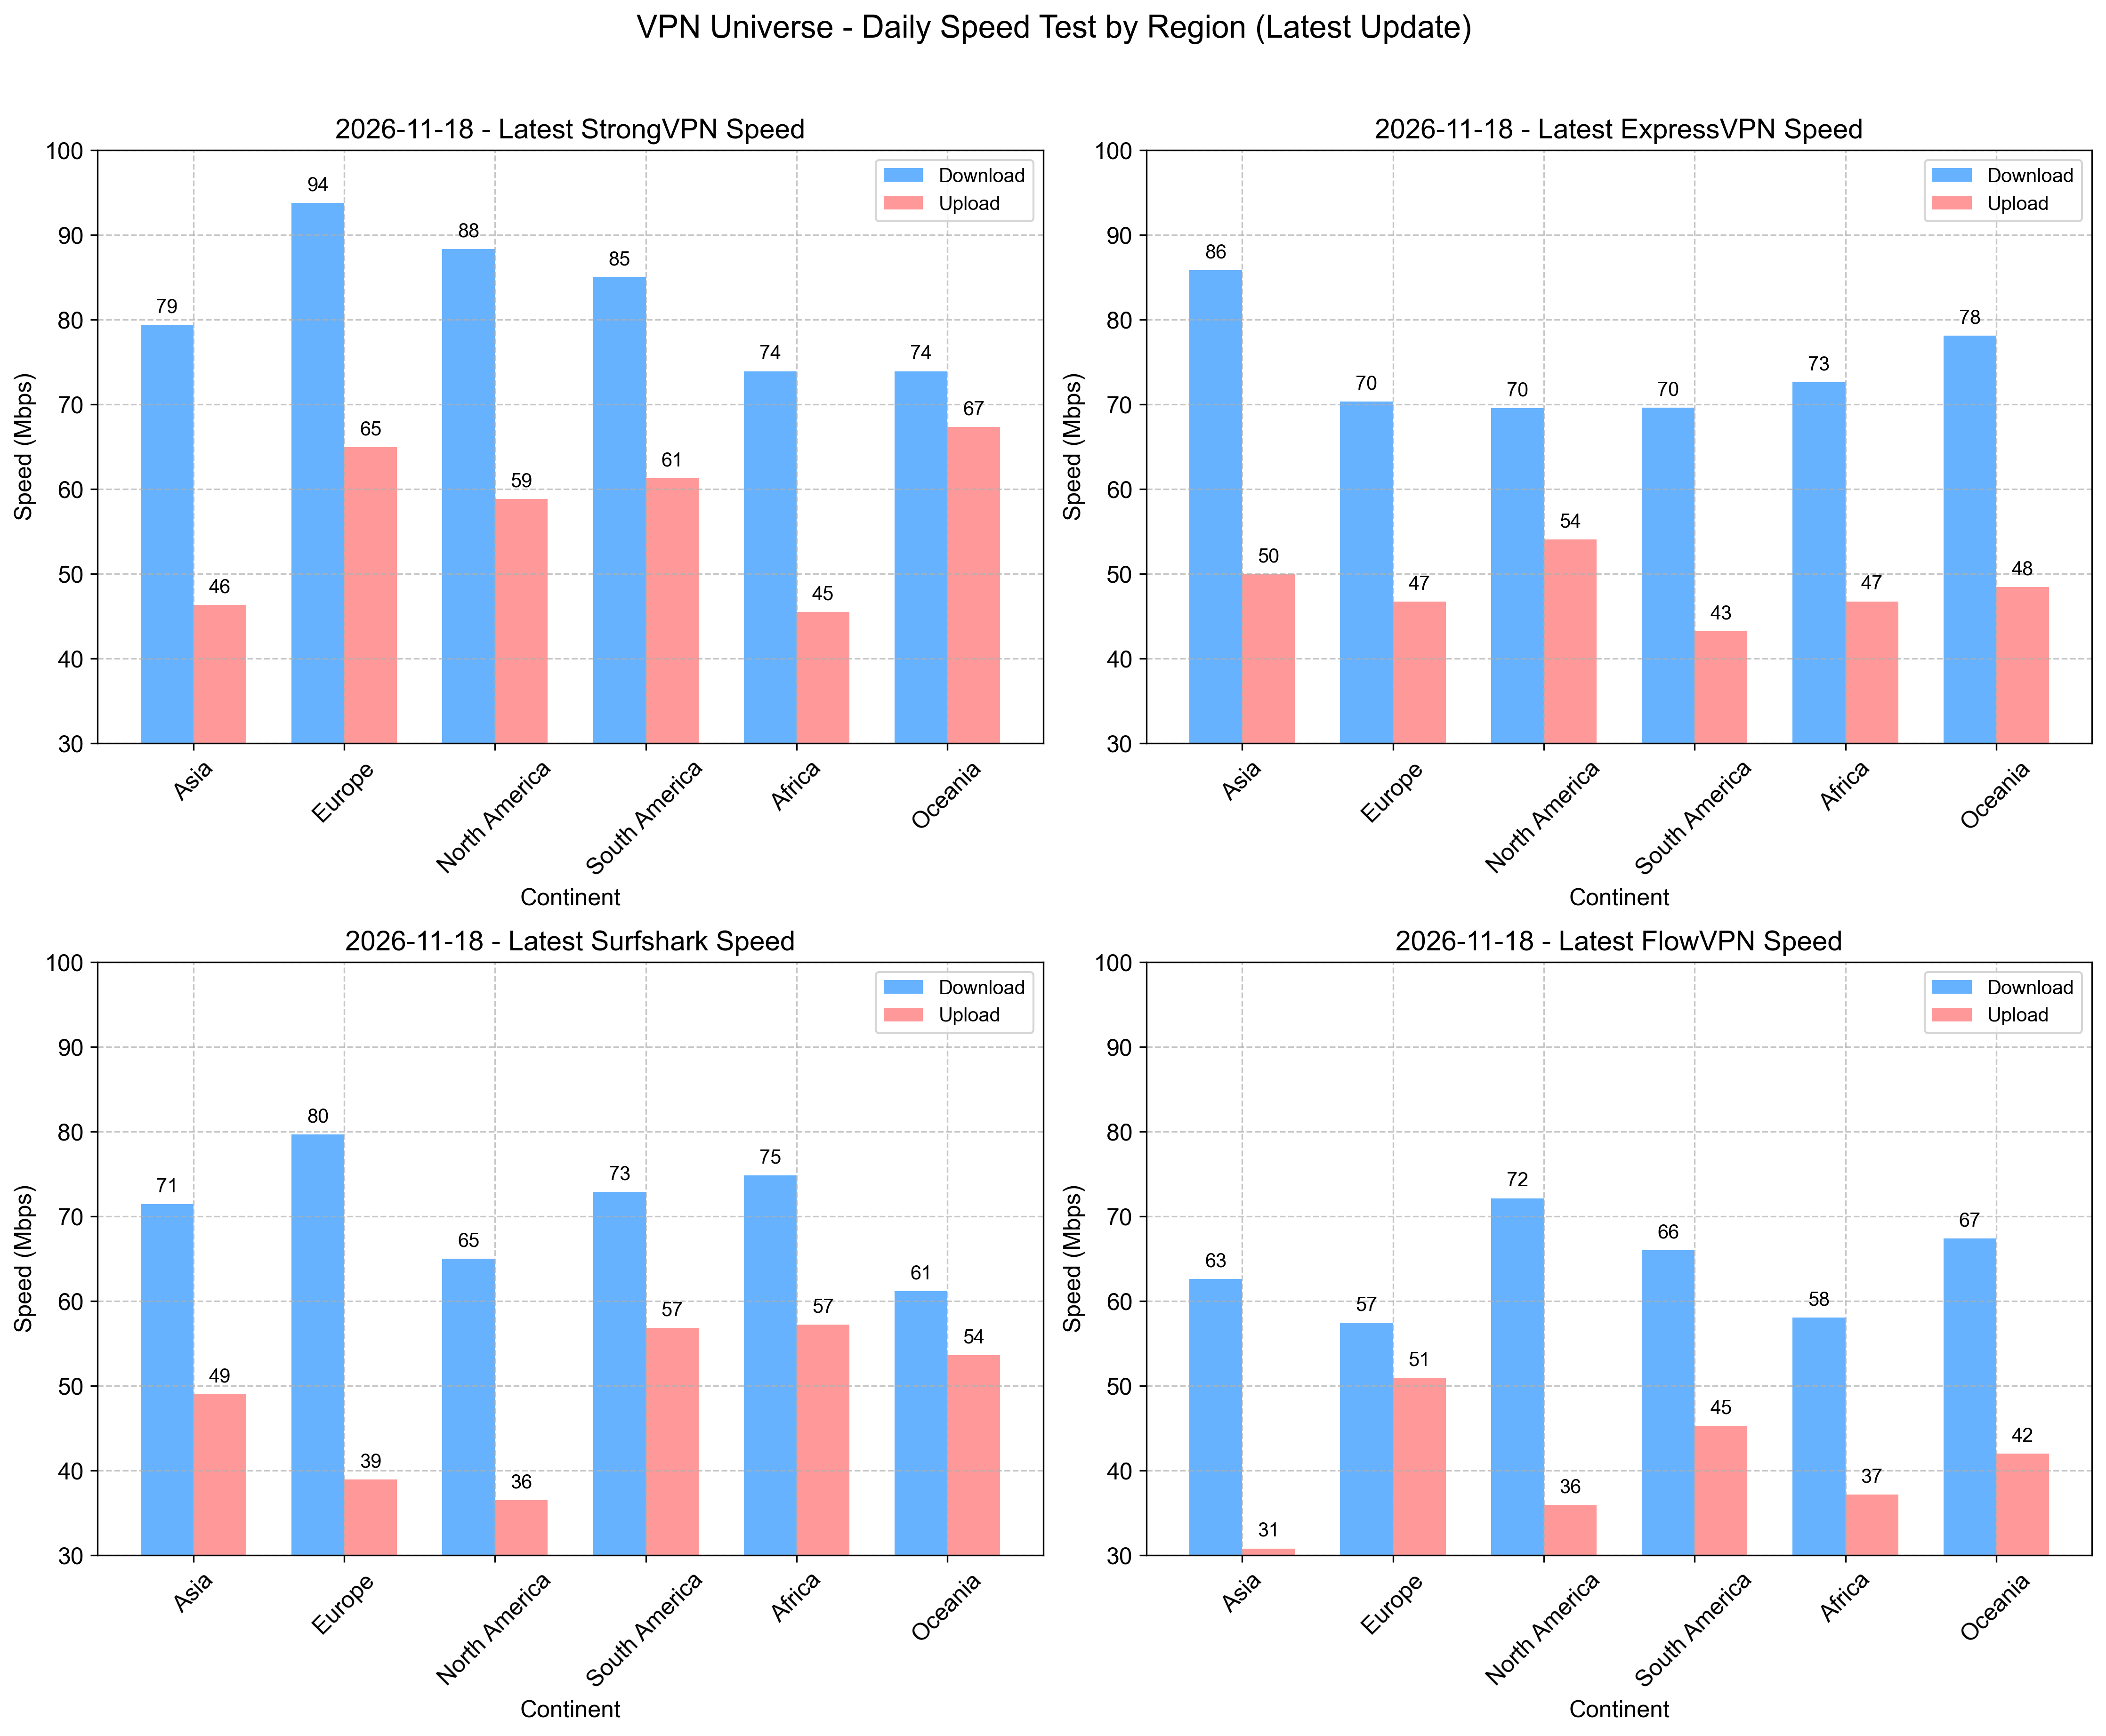 VPN Universe - Daily Speed Test by Region (Latest Update)
2026-11-18 - Latest StrongVPN Speed
100
90
80
70
60
50
40
30
Speed (Mbps)
Download
Upload
79
94
88
85
74
74
46
65
59
61
45
67
Asia
Europe
North America
South America
Africa
Oceania
Continent
2026-11-18 - Latest ExpressVPN Speed
100
90
80
70
60
50
40
30
Speed (Mbps)
Download
Upload
86
70
70
70
73
78
50
47
54
43
47
48
Asia
Europe
North America
South America
Africa
Oceania
Continent
2026-11-18 - Latest Surfshark Speed
100
90
80
70
60
50
40
30
Speed (Mbps)
Download
Upload
71
80
65
73
75
61
49
39
36
57
57
54
Asia
Europe
North America
South America
Africa
Oceania
Continent
2026-11-18 - Latest FlowVPN Speed
100
90
80
70
60
50
40
30
Speed (Mbps)
Download
Upload
63
57
72
66
58
67
31
51
36
45
37
42
Asia
Europe
North America
South America
Africa
Oceania
Continent